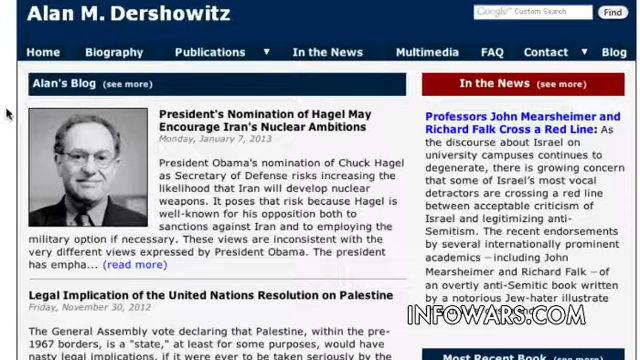 Alan M. Dershowitz
Google™ Custom Search
Find
Home Biography Publications In the News Multimedia FAQ Contact Blog
Alan's Blog (see more)
President's Nomination of Hagel May
Encourage Iran's Nuclear Ambitions
Monday, January 7, 2013
President Obama's nomination of Chuck Hagel
as Secretary of Defense risks increasing the
likelihood that Iran will develop nuclear
weapons. It poses that risk because Hagel is
well-known for his opposition both to
sanctions against Iran and to employing the
military option if necessary. These views are inconsistent with the
very different views expressed by President Obama. The president
has empha... (read more)
Legal Implication of the United Nations Resolution on Palestine
Friday, November 30, 2012
The General Assembly vote declaring that Palestine, within the pre-
1967 borders, is a "state," at least for some purposes, would have
nasty legal implications, if it were ever to be taken seriously by the
In the News (see more)
Professors John Mearsheimer and
Richard Falk Cross a Red Line: As
the discourse about Israel on
university campuses continues to
degenerate, there is growing concern
that some of Israel's most vocal
detractors are crossing a red line
between acceptable criticism of
Israel and legitimizing anti-
Semitism. The recent endorsements
by several internationally prominent
academics —including John
Mearsheimer and Richard Falk —of
an overtly anti-Semitic book written
by a notorious Jew-hater illustrate
INFOWARS.COM
Most Recent Book